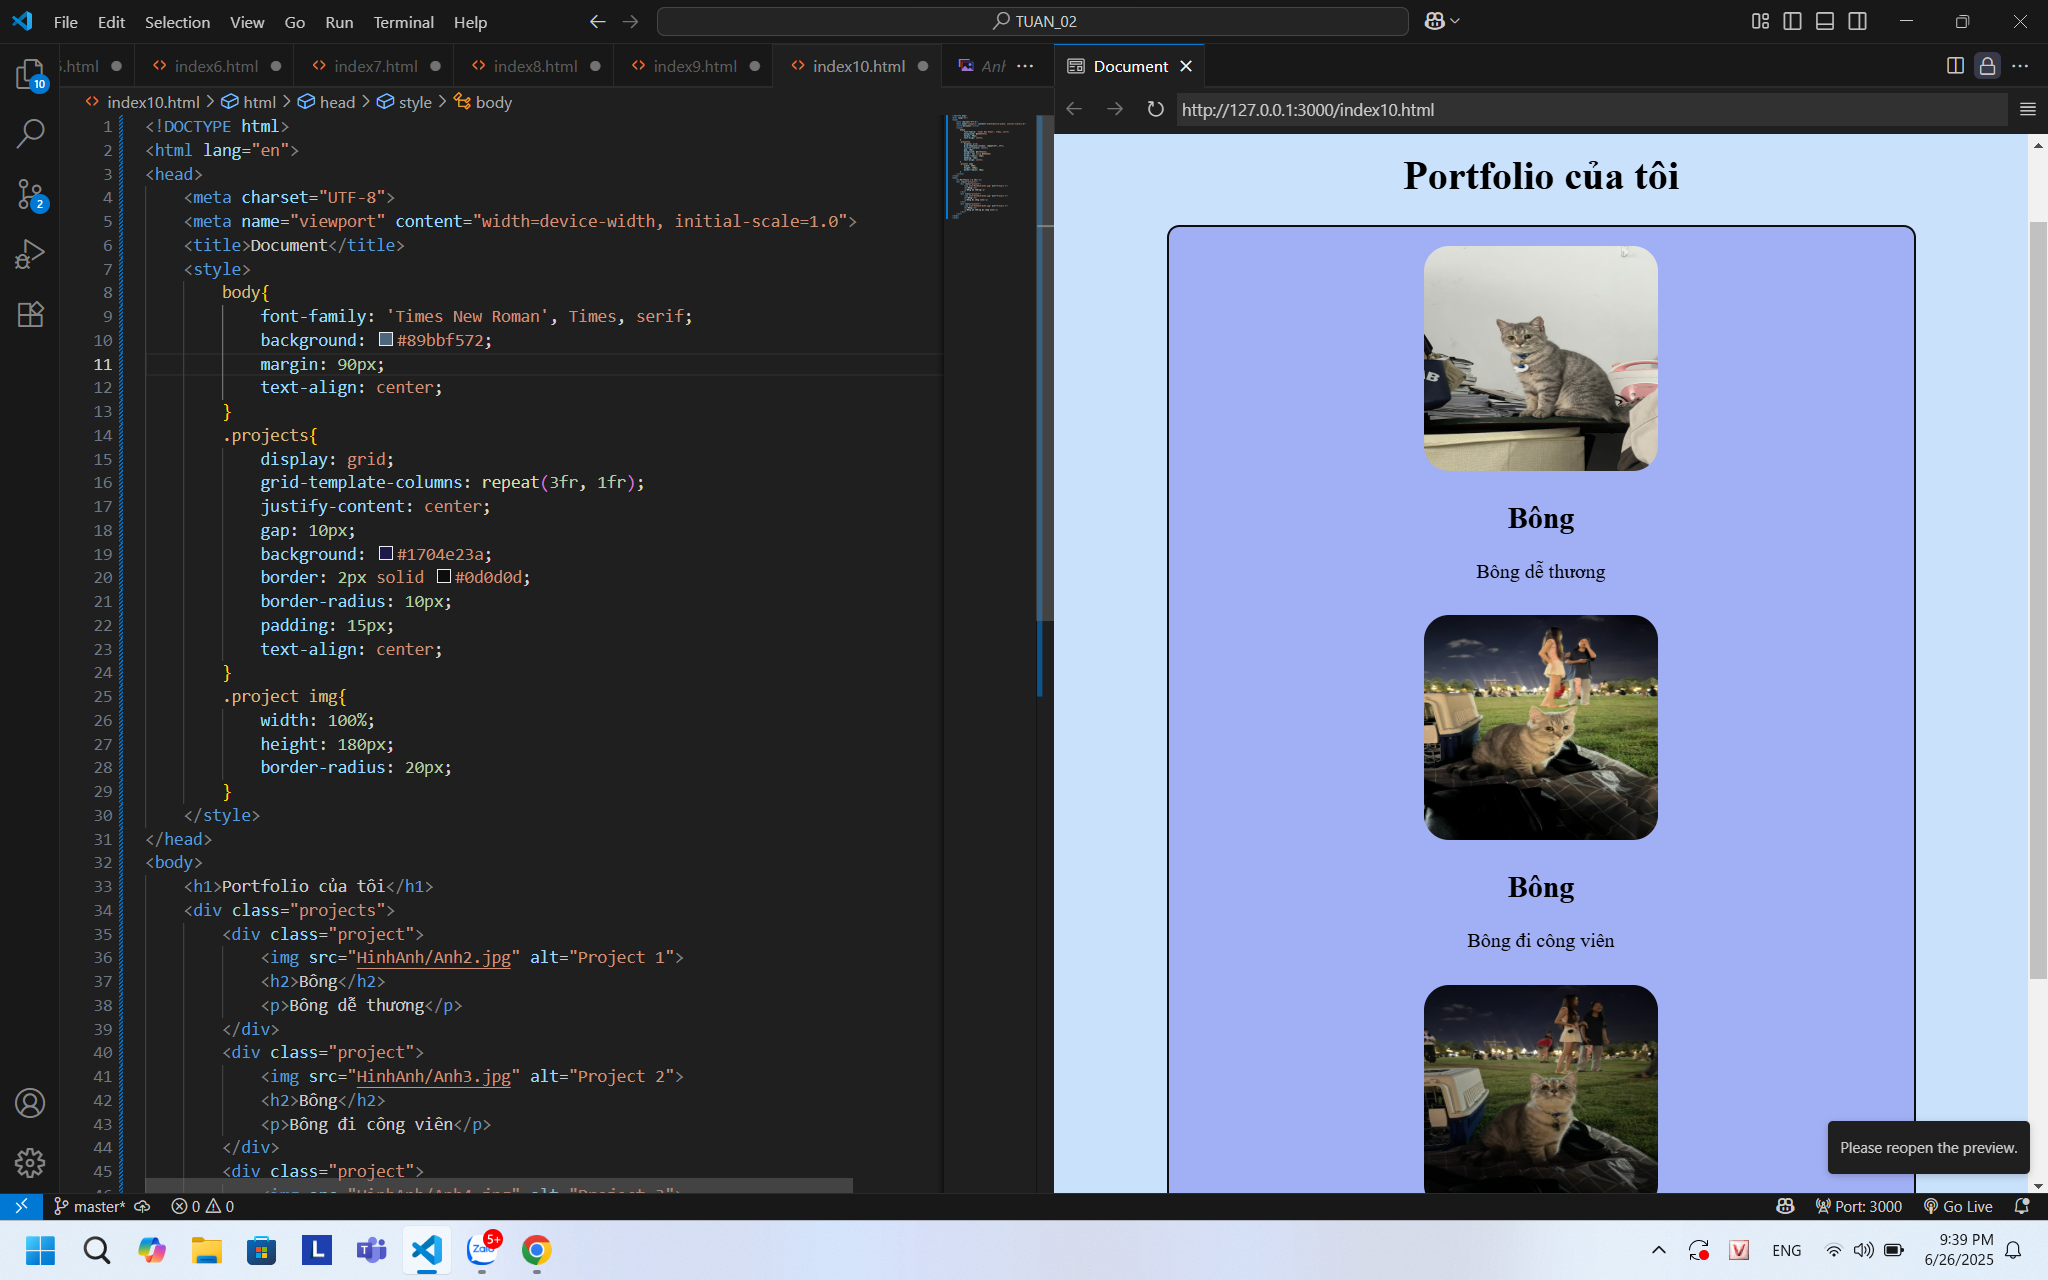 File Edit Selection View Go Run Terminal Help
TUAN_02
5.html
index6.html
index7.html
index8.html
index9.html
index10.html
Document
index10.html > html > head > style > body
http://127.0.0.1:3000/index10.html
1 <!DOCTYPE html>
2 <html lang="en">
3 <head>
4 <meta charset="UTF-8">
5 <meta name="viewport" content="width=device-width, initial-scale=1.0">
6 <title>Document</title>
7 <style>
8 body{
9 font-family: 'Times New Roman', Times, serif;
10 background: #89bbf572;
11 margin: 90px;
12 text-align: center;
13 }
14 .projects{
15 display: grid;
16 grid-template-columns: repeat(3fr, 1fr);
17 justify-content: center;
18 gap: 10px;
19 background: #1704e23a;
20 border: 2px solid #0d0d0d;
21 border-radius: 10px;
22 padding: 15px;
23 text-align: center;
24 }
25 .project img{
26 width: 100%;
27 height: 180px;
28 border-radius: 20px;
29 }
30 </style>
31 </head>
32 <body>
33 <h1>Portfolio của tôi</h1>
34 <div class="projects">
35 <div class="project">
36 <img src="HinhAnh/Anh2.jpg" alt="Project 1">
37 <h2>Bông</h2>
38 <p>Bông dễ thương</p>
39 </div>
40 <div class="project">
41 <img src="HinhAnh/Anh3.jpg" alt="Project 2">
42 <h2>Bông</h2>
43 <p>Bông đi công viên</p>
44 </div>
45 <div class="project">
Portfolio của tôi
Bông
Bông dễ thương
Bông
Bông đi công viên
Please reopen the preview.
10
2
master*
0 0
Port: 3000
Go Live
5+
Zalo
ENG
9:39 PM
6/26/2025